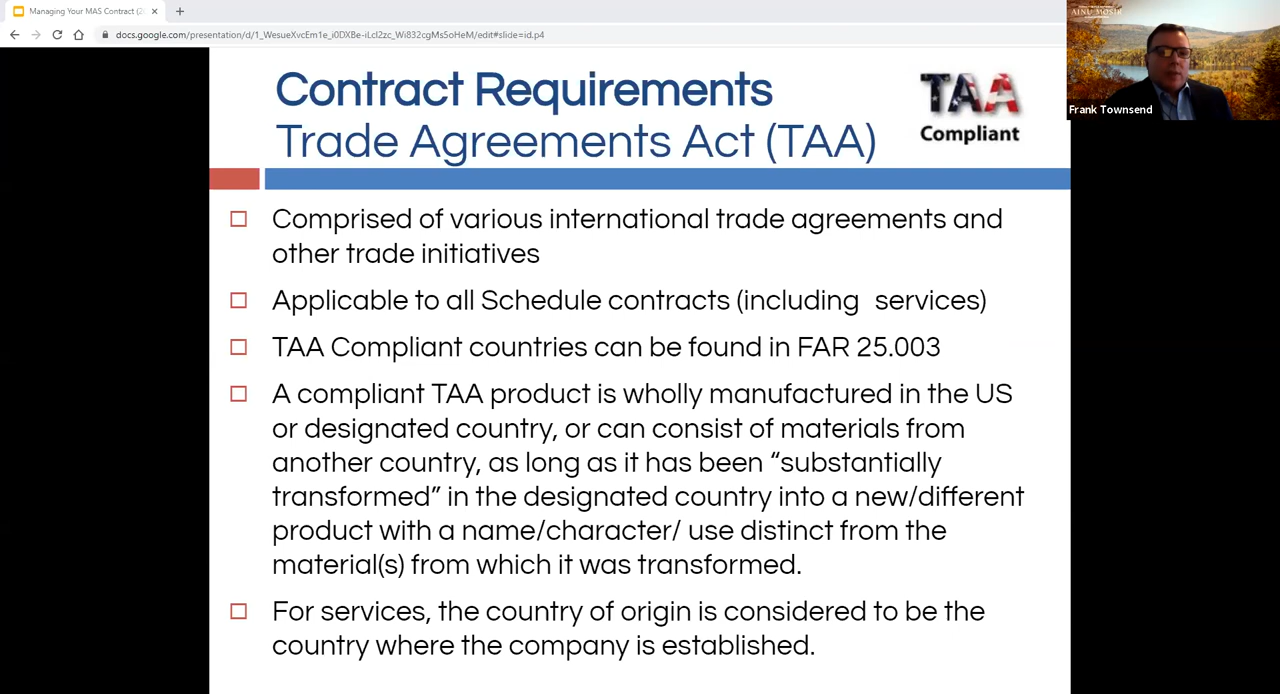 Managing Your MAS Contract (2
docs.google.com/presentation/d/1_WesueXvcEm1e_i0DXBe-iLcI2zc_Wi832cgMs5oHeM/edit#slide=id.p4
AINU MOSIR
Frank Townsend
Contract Requirements
Trade Agreements Act (TAA)
TAA
Compliant
Comprised of various international trade agreements and
other trade initiatives
Applicable to all Schedule contracts (including services)
TAA Compliant countries can be found in FAR 25.003
A compliant TAA product is wholly manufactured in the US
or designated country, or can consist of materials from
another country, as long as it has been “substantially
transformed” in the designated country into a new/different
product with a name/character/ use distinct from the
material(s) from which it was transformed.
For services, the country of origin is considered to be the
country where the company is established.